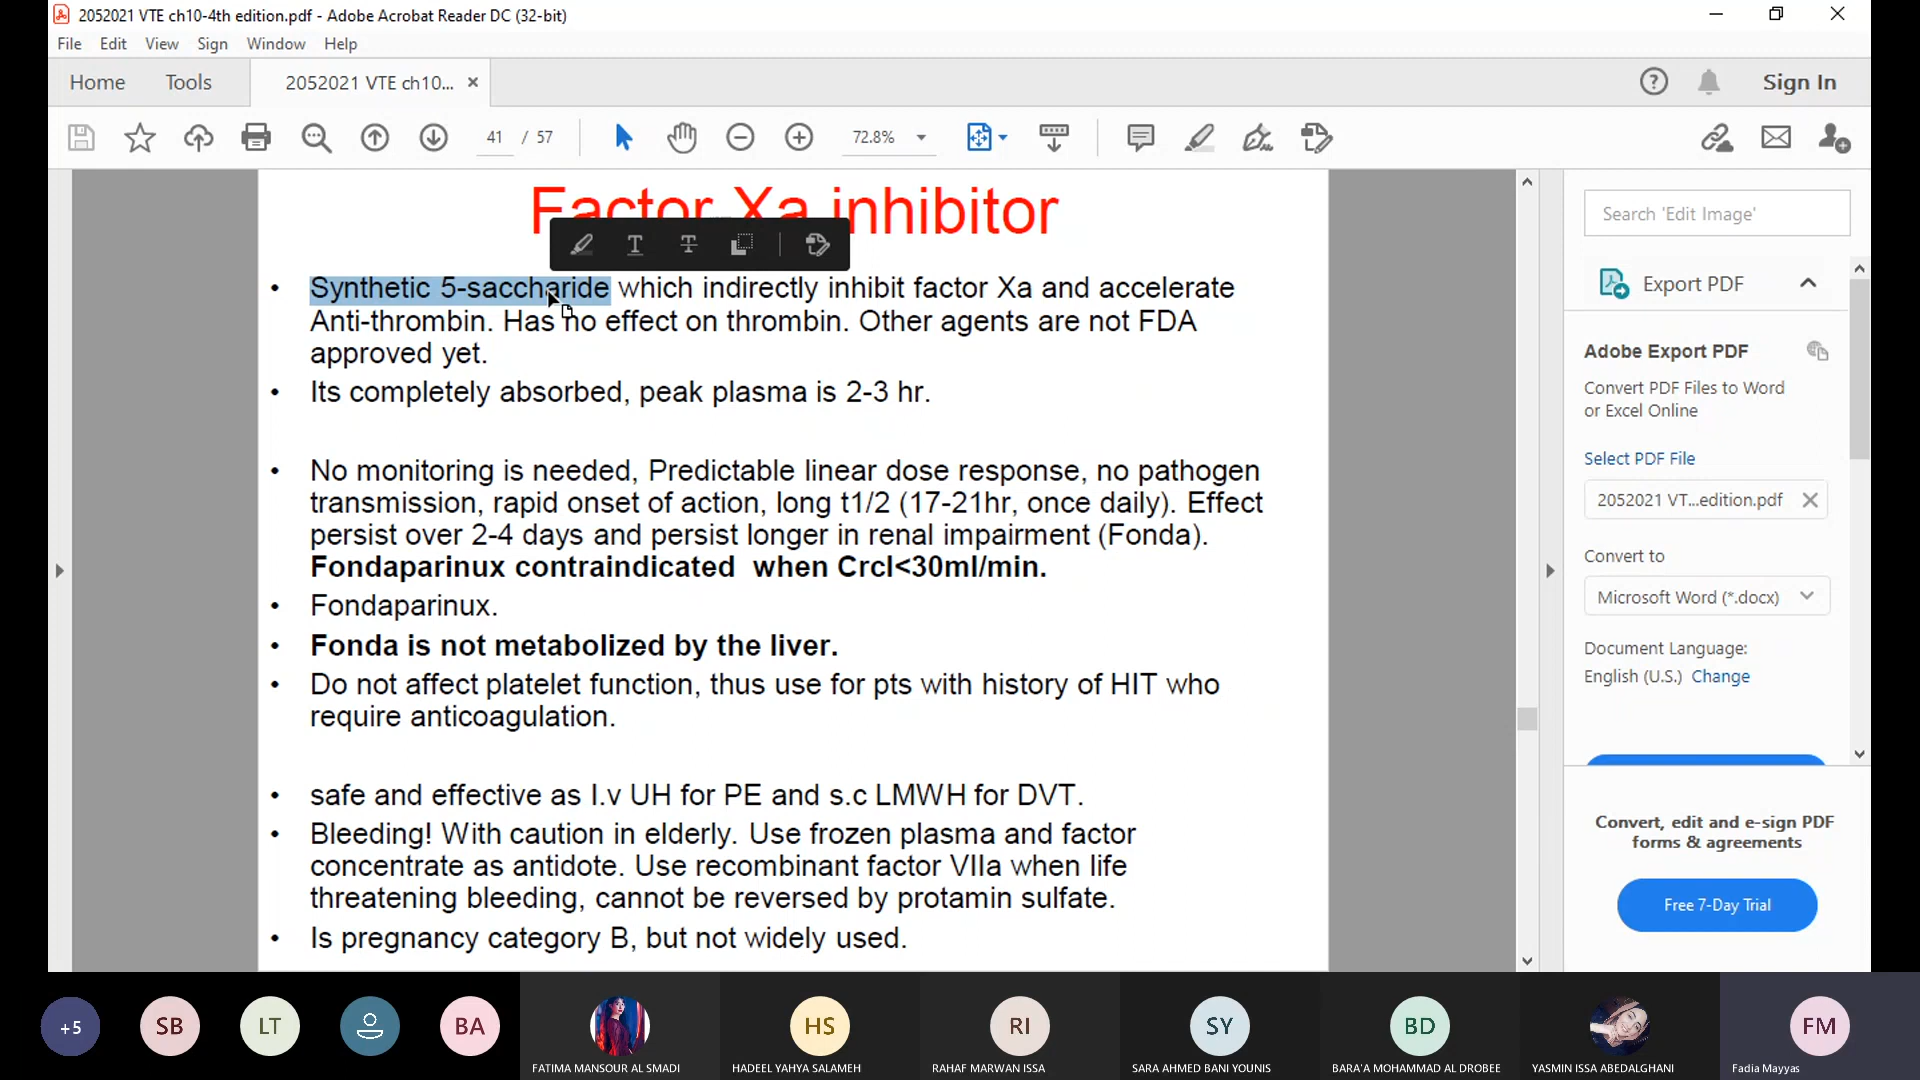 2052021 VTE ch10-4th edition.pdf - Adobe Acrobat Reader DC (32-bit)
File Edit View Sign Window Help
Home Tools 2052021 VTE ch10... × Sign In
41 / 57 72.8%
Factor Xa inhibitor
• Synthetic 5-saccharide which indirectly inhibit factor Xa and accelerate
Anti-thrombin. Has no effect on thrombin. Other agents are not FDA
approved yet.
• Its completely absorbed, peak plasma is 2-3 hr.
• No monitoring is needed, Predictable linear dose response, no pathogen
transmission, rapid onset of action, long t1/2 (17-21hr, once daily). Effect
persist over 2-4 days and persist longer in renal impairment (Fonda).
Fondaparinux contraindicated when Crcl<30ml/min.
• Fondaparinux.
• Fonda is not metabolized by the liver.
• Do not affect platelet function, thus use for pts with history of HIT who
require anticoagulation.
• safe and effective as I.v UH for PE and s.c LMWH for DVT.
• Bleeding! With caution in elderly. Use frozen plasma and factor
concentrate as antidote. Use recombinant factor VIIa when life
threatening bleeding, cannot be reversed by protamin sulfate.
• Is pregnancy category B, but not widely used.
Search 'Edit Image'
Export PDF
Adobe Export PDF
Convert PDF Files to Word
or Excel Online
Select PDF File
2052021 VT...edition.pdf
Convert to
Microsoft Word (*.docx)
Document Language:
English (U.S.) Change
Convert, edit and e-sign PDF
forms & agreements
Free 7-Day Trial
+5 SB LT BA HS RI SY BD FM
FATIMA MANSOUR AL SMADI HADEEL YAHYA SALAMEH RAHAF MARWAN ISSA SARA AHMED BANI YOUNIS BARA'A MOHAMMAD AL DROBEE YASMIN ISSA ABEDALGHANI Fadia Mayyas